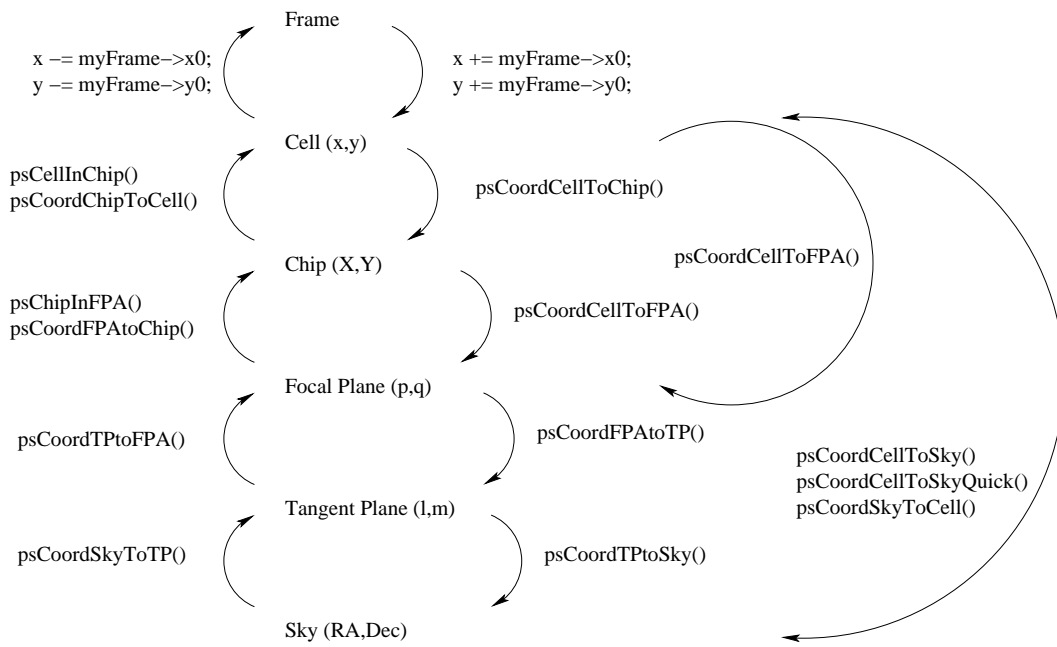 Frame
x −= myFrame−>x0;
y −= myFrame−>y0;
x += myFrame−>x0;
y += myFrame−>y0;
Cell (x,y)
psCellInChip()
psCoordChipToCell()
psCoordCellToChip()
psCoordCellToFPA()
Chip (X,Y)
psChipInFPA()
psCoordFPAtoChip()
psCoordCellToFPA()
Focal Plane (p,q)
psCoordTPtoFPA()
psCoordFPAtoTP()
psCoordCellToSky()
psCoordCellToSkyQuick()
psCoordSkyToCell()
Tangent Plane (l,m)
psCoordSkyToTP()
psCoordTPtoSky()
Sky (RA,Dec)